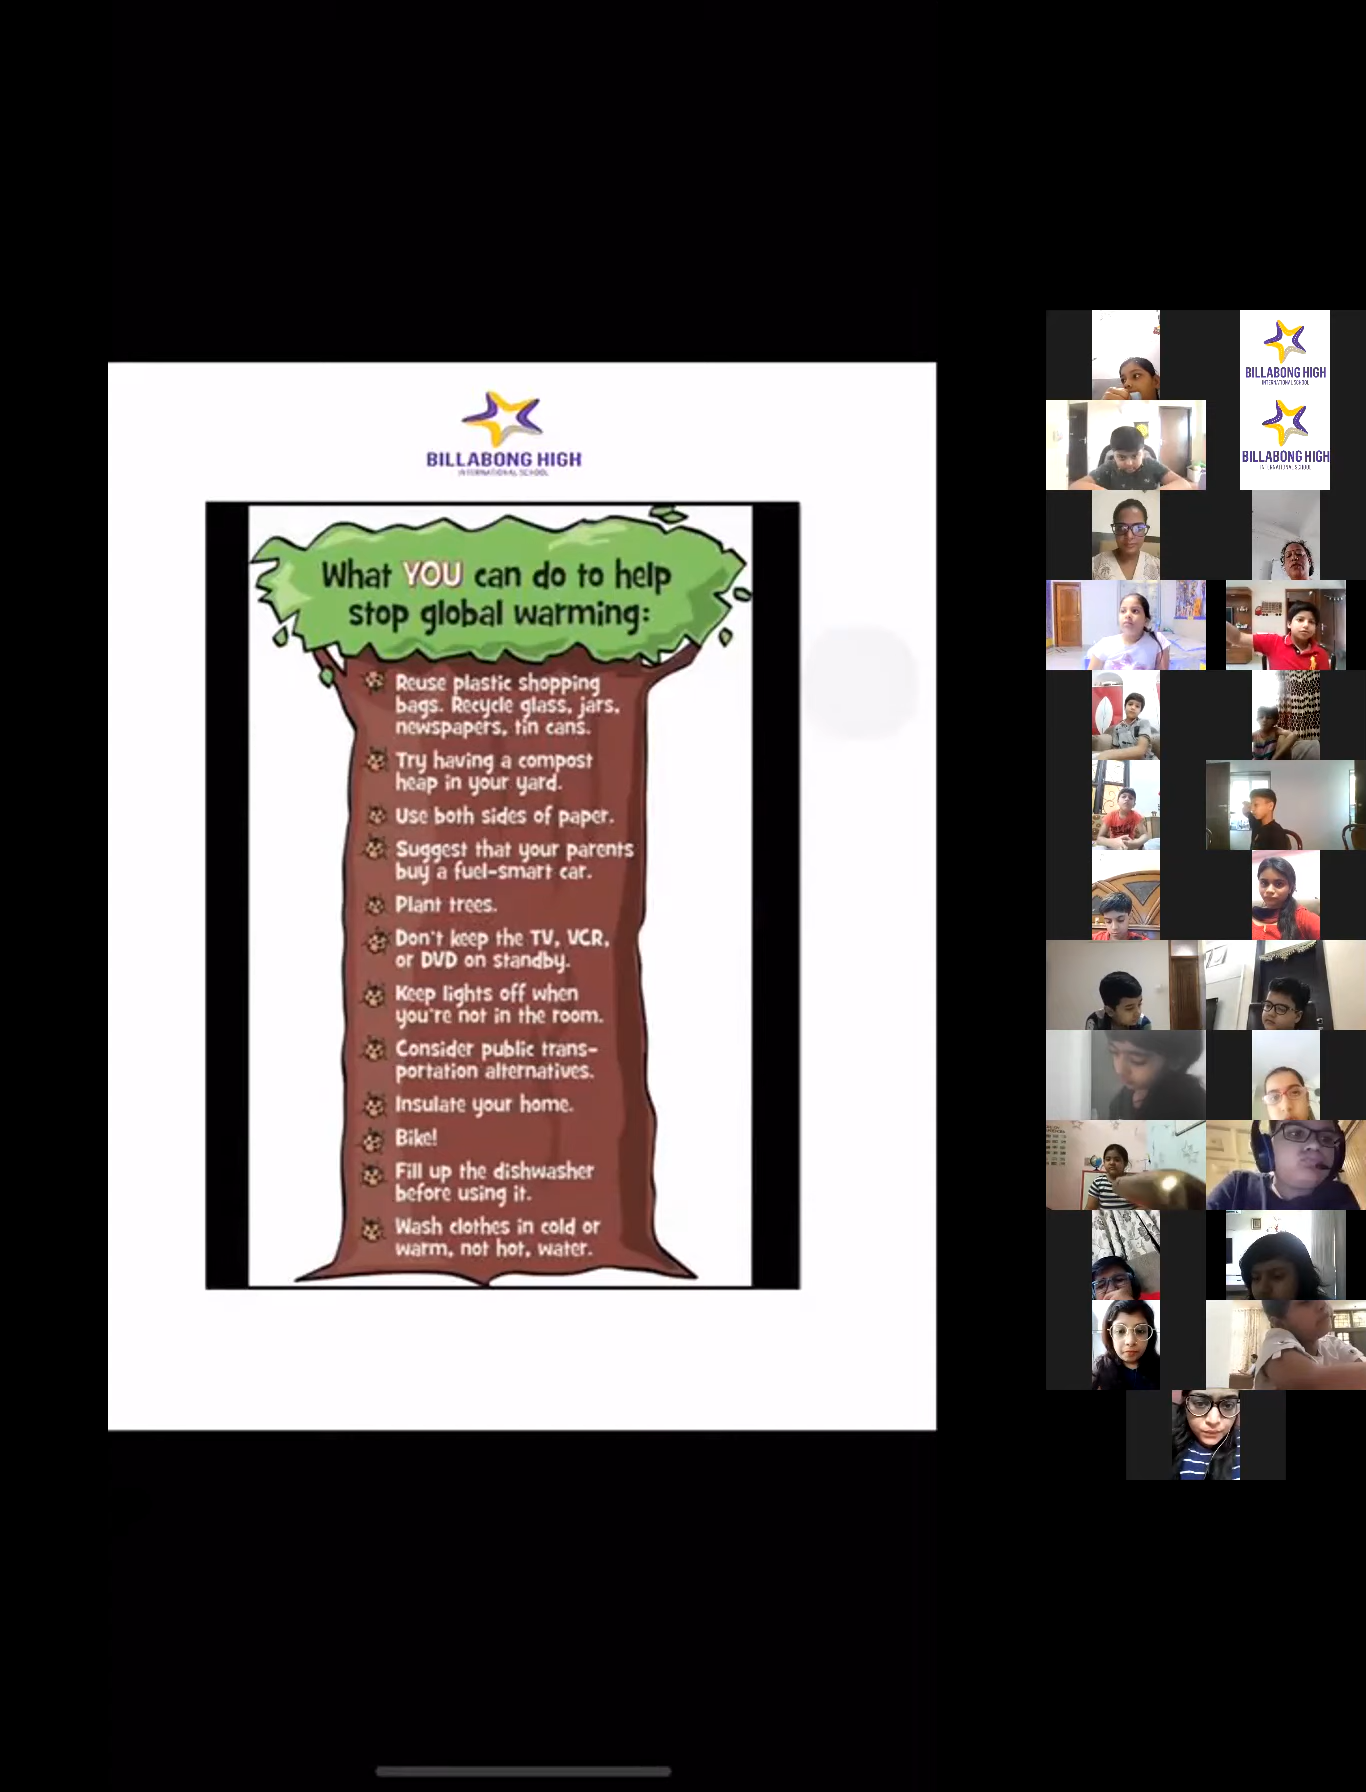 BILLABONG HIGH
INTERNATIONAL SCHOOL
What YOU can do to help
stop global warming:
Reuse plastic shopping
bags. Recycle glass, jars,
newspapers, tin cans.
Try having a compost
heap in your yard.
Use both sides of paper.
Suggest that your parents
buy a fuel-smart car.
Plant trees.
Don't keep the TV, VCR,
or DVD on standby.
Keep lights off when
you're not in the room.
Consider public trans-
portation alternatives.
Insulate your home.
Bike!
Fill up the dishwasher
before using it.
Wash clothes in cold or
warm, not hot, water.
BILLABONG HIGH
INTERNATIONAL SCHOOL
BILLABONG HIGH
INTERNATIONAL SCHOOL